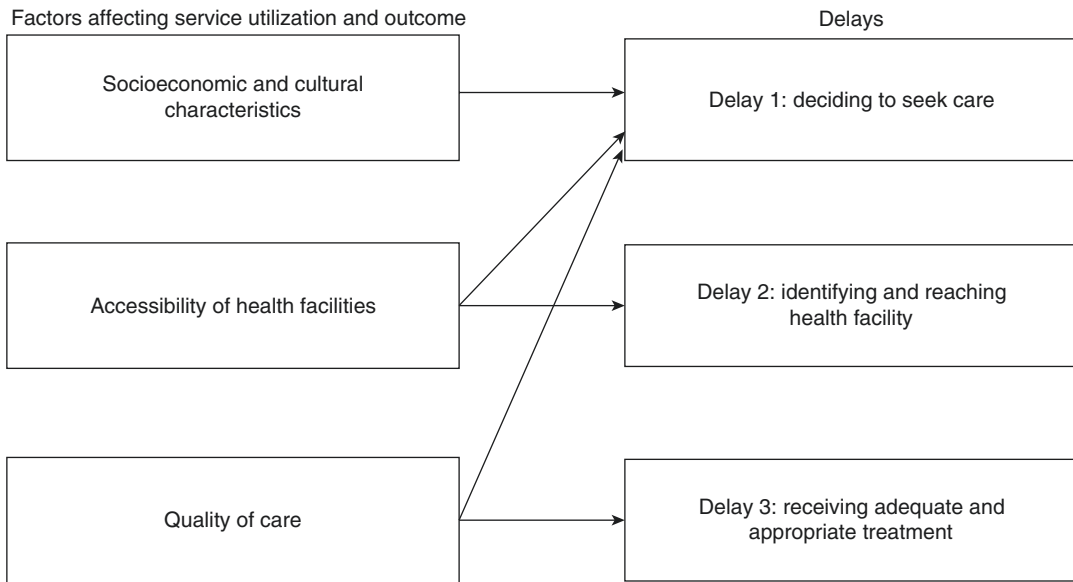 Factors affecting service utilization and outcome
Delays
Socioeconomic and cultural
characteristics
Delay 1: deciding to seek care
Accessibility of health facilities
Delay 2: identifying and reaching
health facility
Quality of care
Delay 3: receiving adequate and
appropriate treatment